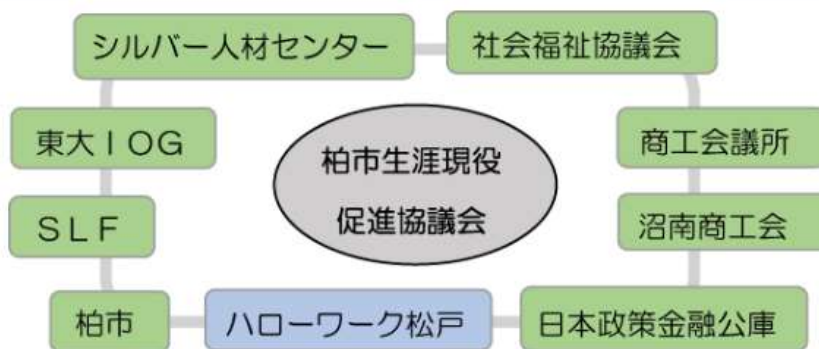 シルバー人材センター
社会福祉協議会
東大ＩＯＧ
柏市生涯現役
促進協議会
商工会議所
ＳＬＦ
沼南商工会
柏市
ハローワーク松戸
日本政策金融公庫